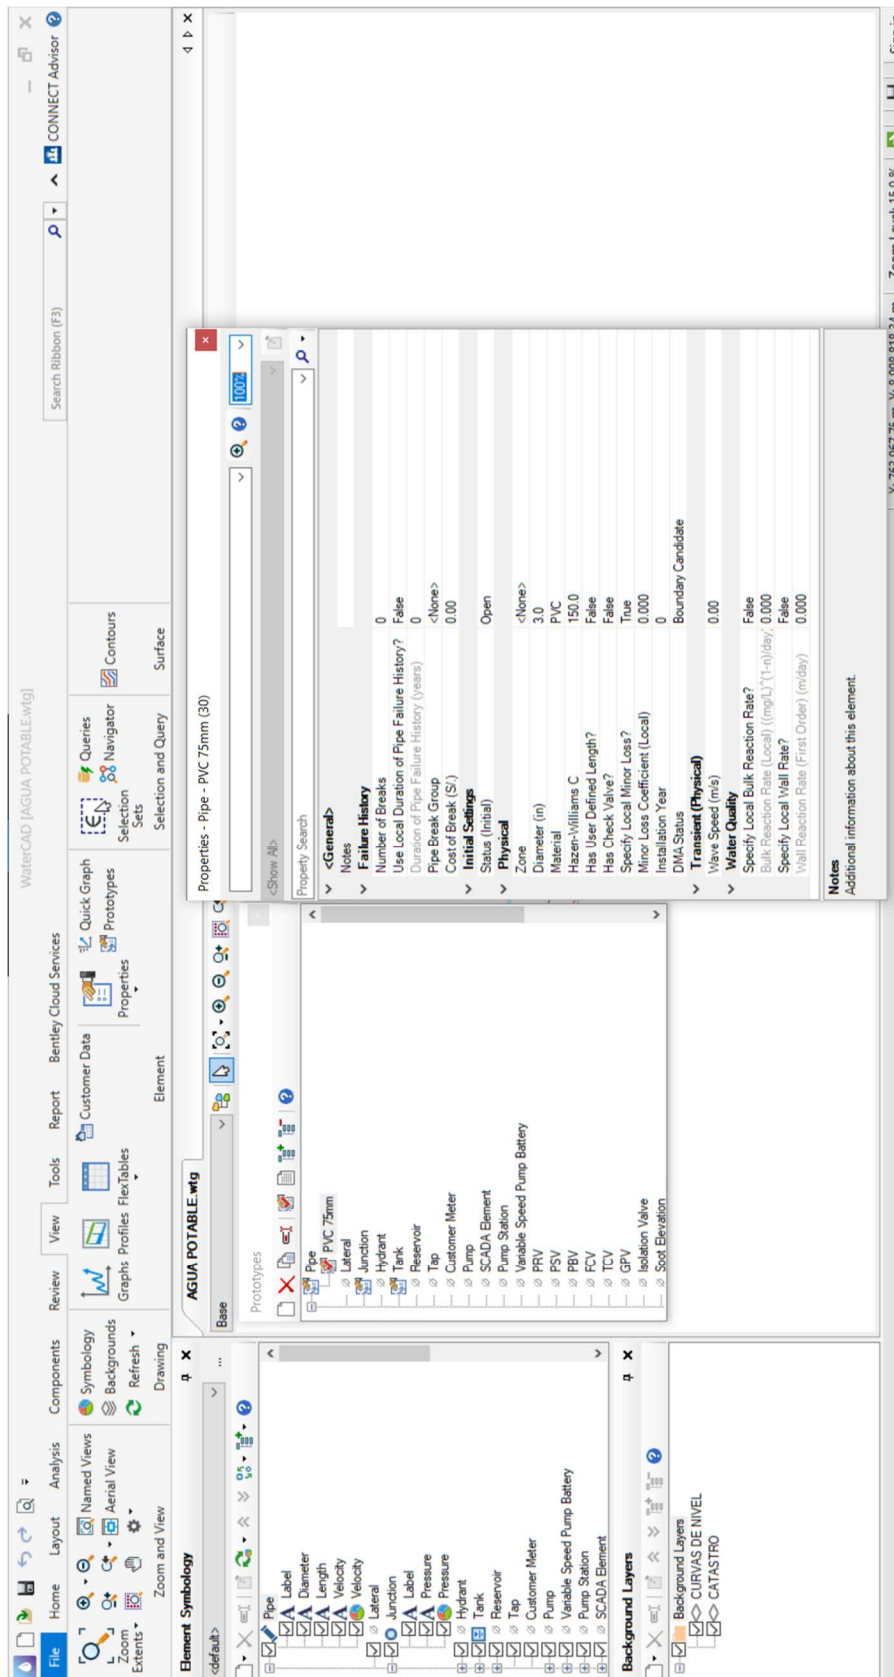 WaterCAD [AGUA POTABLE.wtg]
File Home Layout Analysis Components Review View Tools Report Bentley Cloud Services
Search Ribbon (F3)
CONNECT Advisor
Zoom Extents
Named Views
Aerial View
Zoom and View
Symbology
Backgrounds
Refresh
Drawing
Graphs Profiles FlexTables
Customer Data
Element
Properties
Quick Graph
Prototypes
Selection Sets
Queries
Navigator
Selection and Query
Contours
Surface
Element Symbology
<default>
...
Pipe
Label
Diameter
Length
Velocity
Velocity
Lateral
Junction
Label
Pressure
Pressure
Hydrant
Tank
Reservoir
Tap
Customer Meter
Pump
Variable Speed Pump Battery
Pump Station
SCADA Element
Background Layers
Background Layers
CURVAS DE NIVEL
CATASTRO
AGUA POTABLE.wtg
Base
Prototypes
Pipe
PVC 75mm
Lateral
Junction
Hydrant
Tank
Reservoir
Tap
Customer Meter
Pump
SCADA Element
Pump Station
Variable Speed Pump Battery
PRV
PSV
PBV
FCV
TCV
GPV
Isolation Valve
Spot Elevation
Properties - Pipe - PVC 75mm (30)
100%
<Show All>
Property Search
<General>
Notes
Failure History
Number of Breaks 0
Use Local Duration of Pipe Failure History? False
Duration of Pipe Failure History (years) 0
Pipe Break Group <None>
Cost of Break (S/.) 0.00
Initial Settings
Status (Initial) Open
Physical
Zone <None>
Diameter (in) 3.0
Material PVC
Hazen-Williams C 150.0
Has User Defined Length? False
Has Check Valve? False
Specify Local Minor Loss? True
Minor Loss Coefficient (Local) 0.000
Installation Year 0
DMA Status Boundary Candidate
Transient (Physical)
Wave Speed (m/s) 0.00
Water Quality
Specify Local Bulk Reaction Rate? False
Bulk Reaction Rate (Local) ((mg/L)^(1-n)/day) 0.000
Specify Local Wall Rate? False
Wall Reaction Rate (First Order) (m/day) 0.000
Notes
Additional information about this element.
Zoom Level: 15.0 %
Sign in